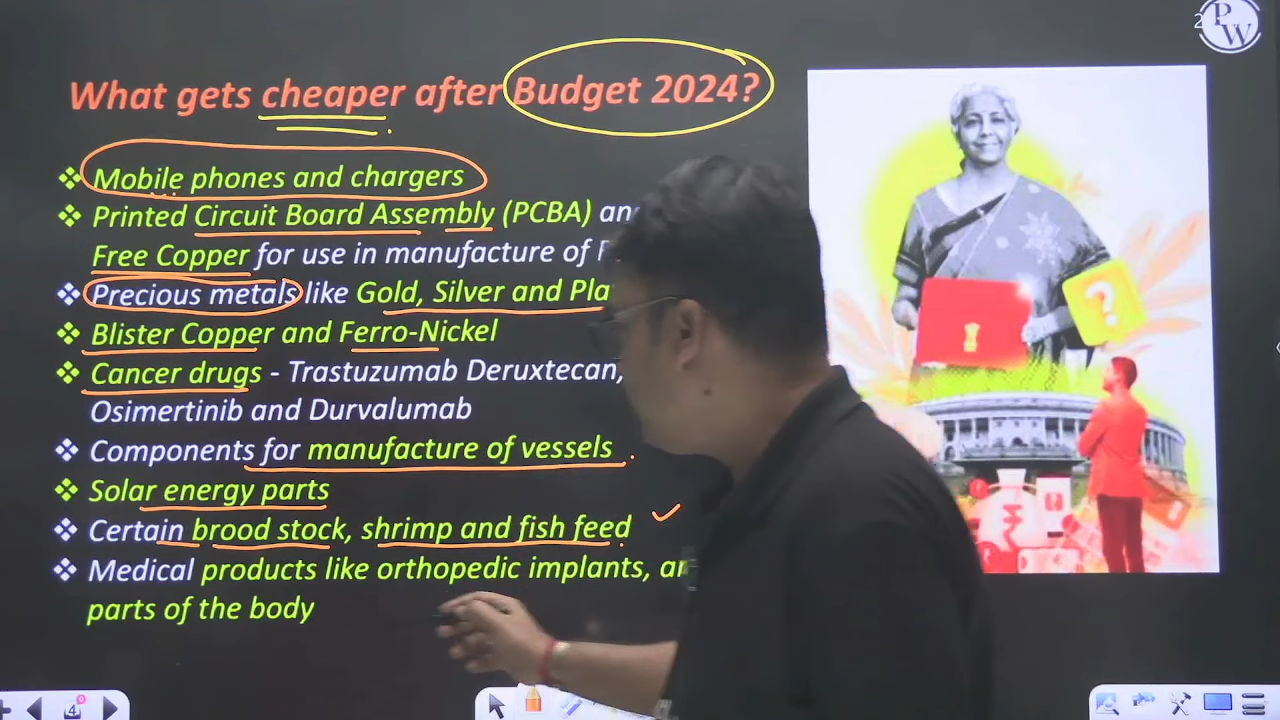 PW
What gets cheaper after Budget 2024?
Mobile phones and chargers
Printed Circuit Board Assembly (PCBA)
Free Copper for use in manufacture of
Precious metals like Gold, Silver and
Blister Copper and Ferro-Nickel
Cancer drugs - Trastuzumab Deruxtecan,
Osimertinib and Durvalumab
Components for manufacture of vessels
Solar energy parts
Certain brood stock, shrimp and fish feed
Medical products like orthopedic implants,
parts of the body
?
₹
4